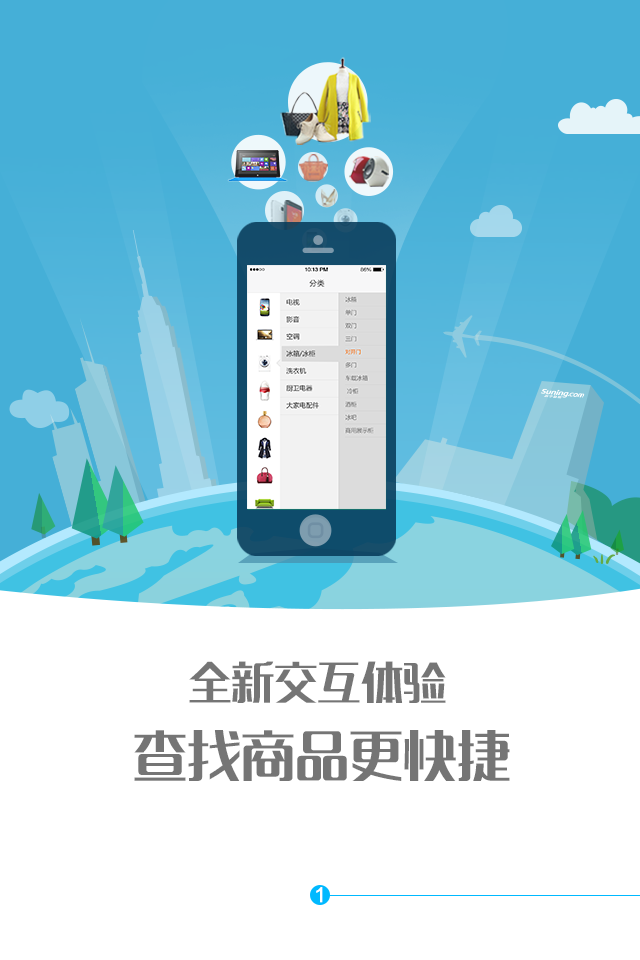 10:13 PM
86%
分类
电视
影音
空调
冰箱/冰柜
洗衣机
厨卫电器
大家电配件
冰箱
单门
双门
三门
对开门
多门
车载冰箱
冷柜
酒柜
冰吧
商用展示柜
Suning.com
全新交互体验
查找商品更快捷
1